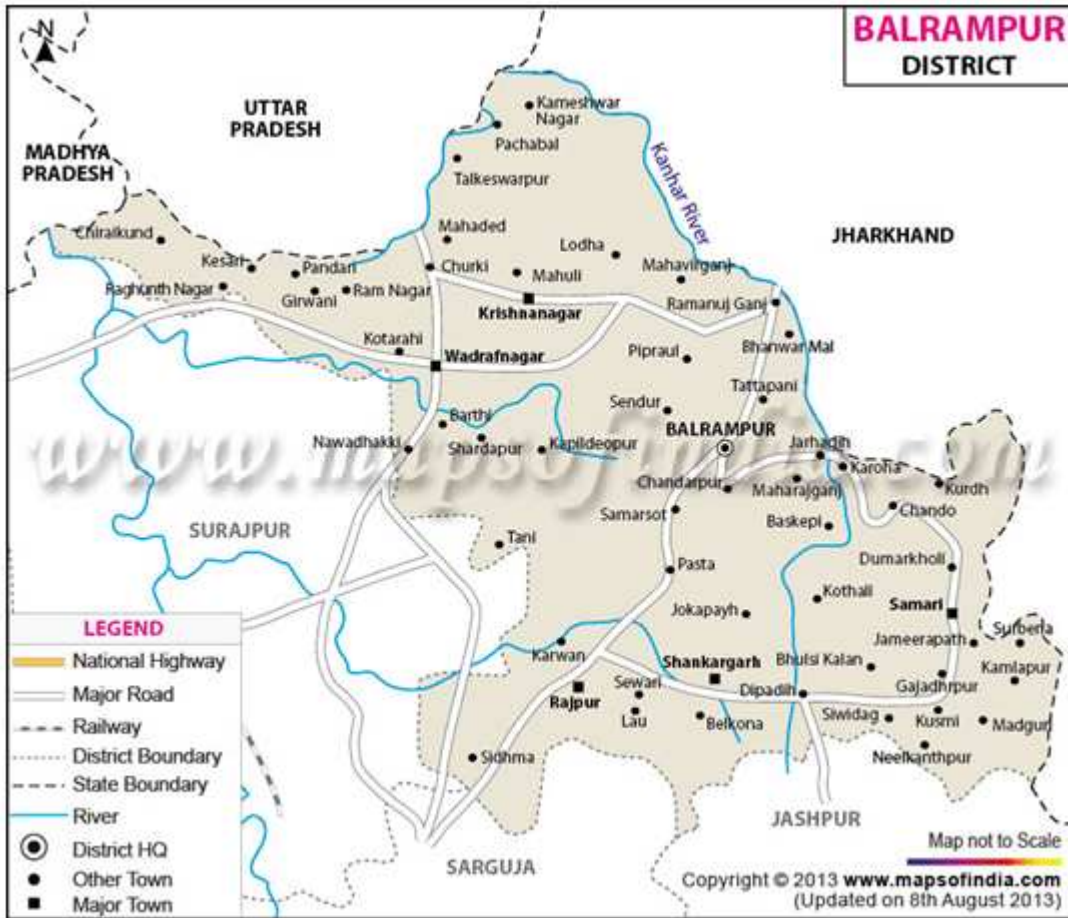 N
BALRAMPUR
DISTRICT
UTTAR
PRADESH
MADHYA
PRADESH
JHARKHAND
Kameshwar
Nagar
Pachabal
Talkeswarpur
Kanhar River
Chiraikund
Mahaded
Lodha
Kesari
Pandari
Churki
Mahuli
Mahavirganj
Raghunth Nagar
Girwani
Ram Nagar
Krishnanagar
Ramanuj Ganj
Kotarahi
Wadrafnagar
Pipraul
Bhanwar Mal
Tattapani
Sendur
Barthi
BALRAMPUR
Nawadhakki
Shardapur
Kapildeopur
Jarhadih
Karoha
www.mapsofindia.com
Chandarpur
Maharajganj
Kurdh
Samarsot
Baskepi
Chando
SURAJPUR
Tani
Pasta
Dumarkholi
Kothali
Samari
Jokapayh
Jameerapath
Surbena
Karwan
Shankargarh
Bhulsi Kalan
Kamlapur
Sewari
Dipadih
Gajadhrpur
Rajpur
Lau
Belkona
Siwidag
Kusmi
Madguri
Sidhma
Neelkanthpur
JASHPUR
SARGUJA
LEGEND
National Highway
Major Road
Railway
District Boundary
State Boundary
River
District HQ
Other Town
Major Town
Map not to Scale
Copyright © 2013 www.mapsofindia.com
(Updated on 8th August 2013)